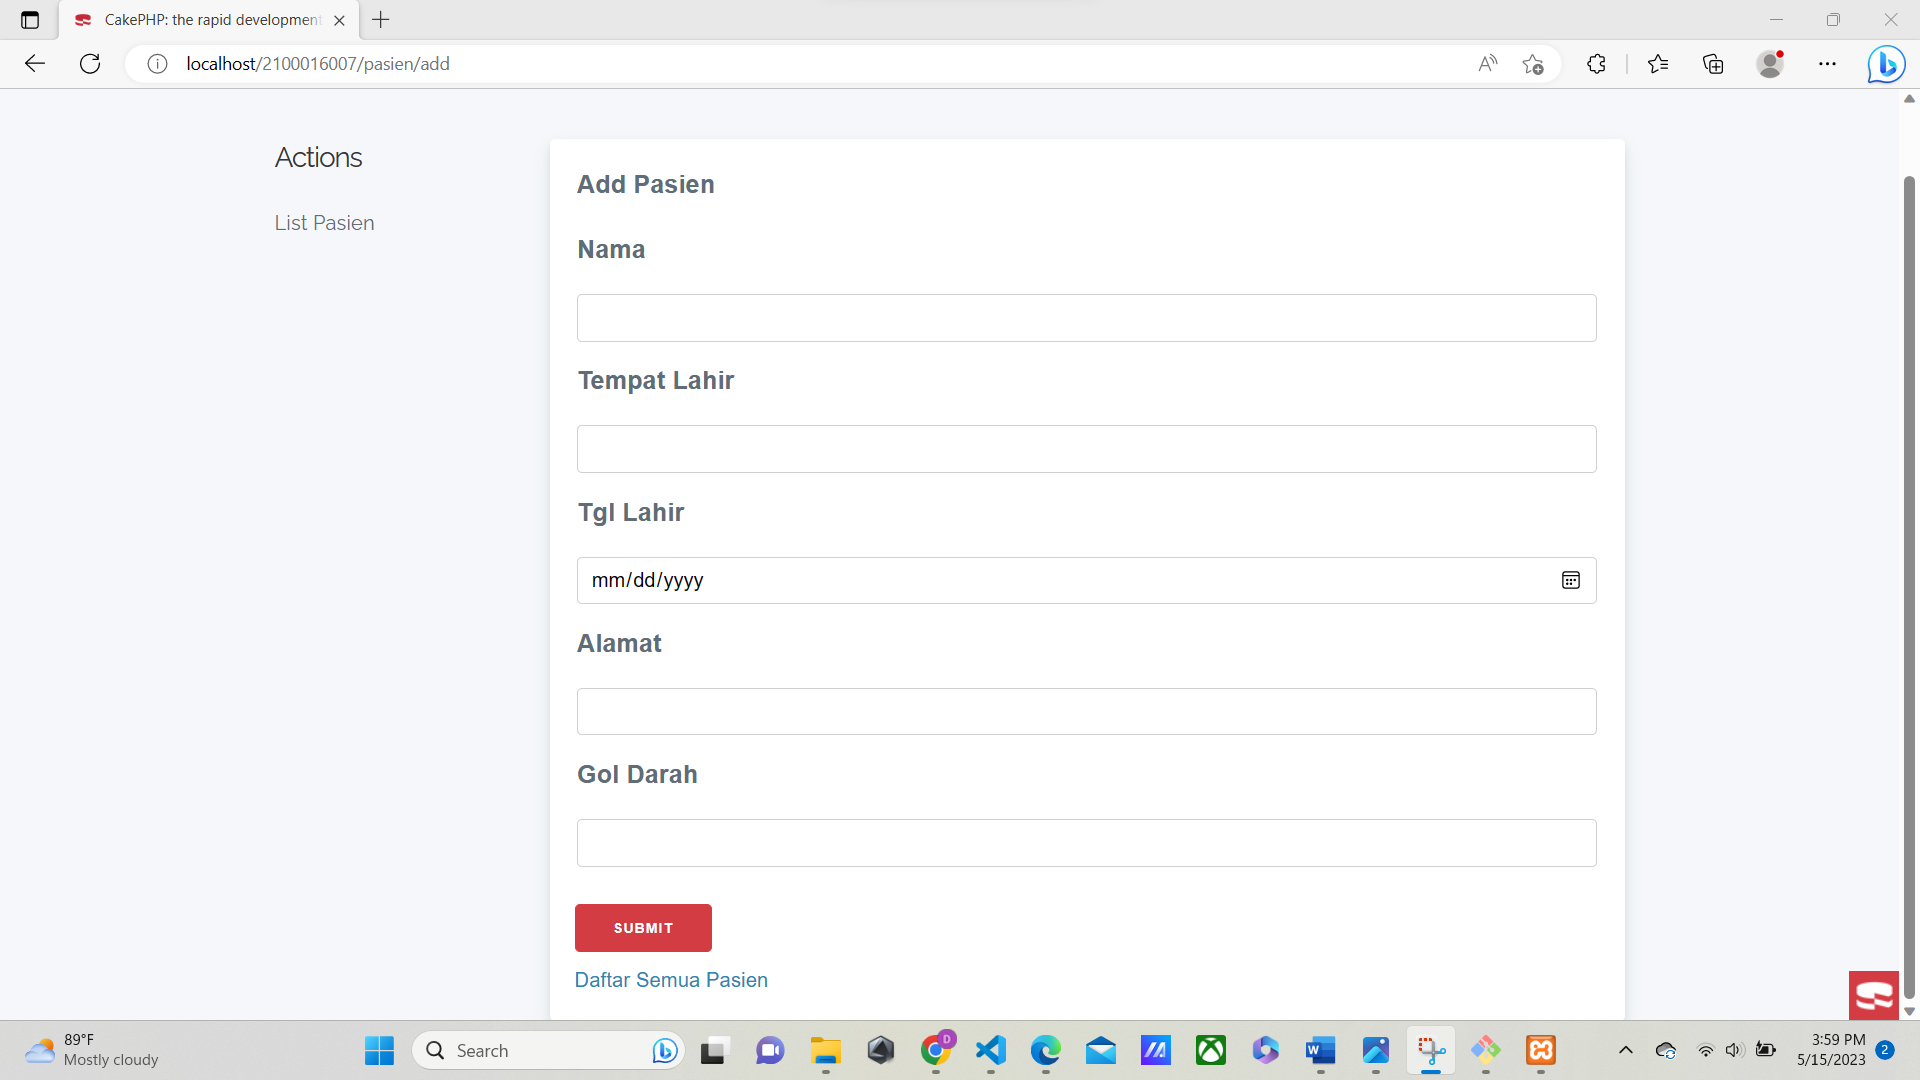 CakePHP: the rapid development
localhost/2100016007/pasien/add
Actions
List Pasien
Add Pasien
Nama
Tempat Lahir
Tgl Lahir
mm/dd/yyyy
Alamat
Gol Darah
SUBMIT
Daftar Semua Pasien
89°F
Mostly cloudy
Search
D
3:59 PM
5/15/2023
2